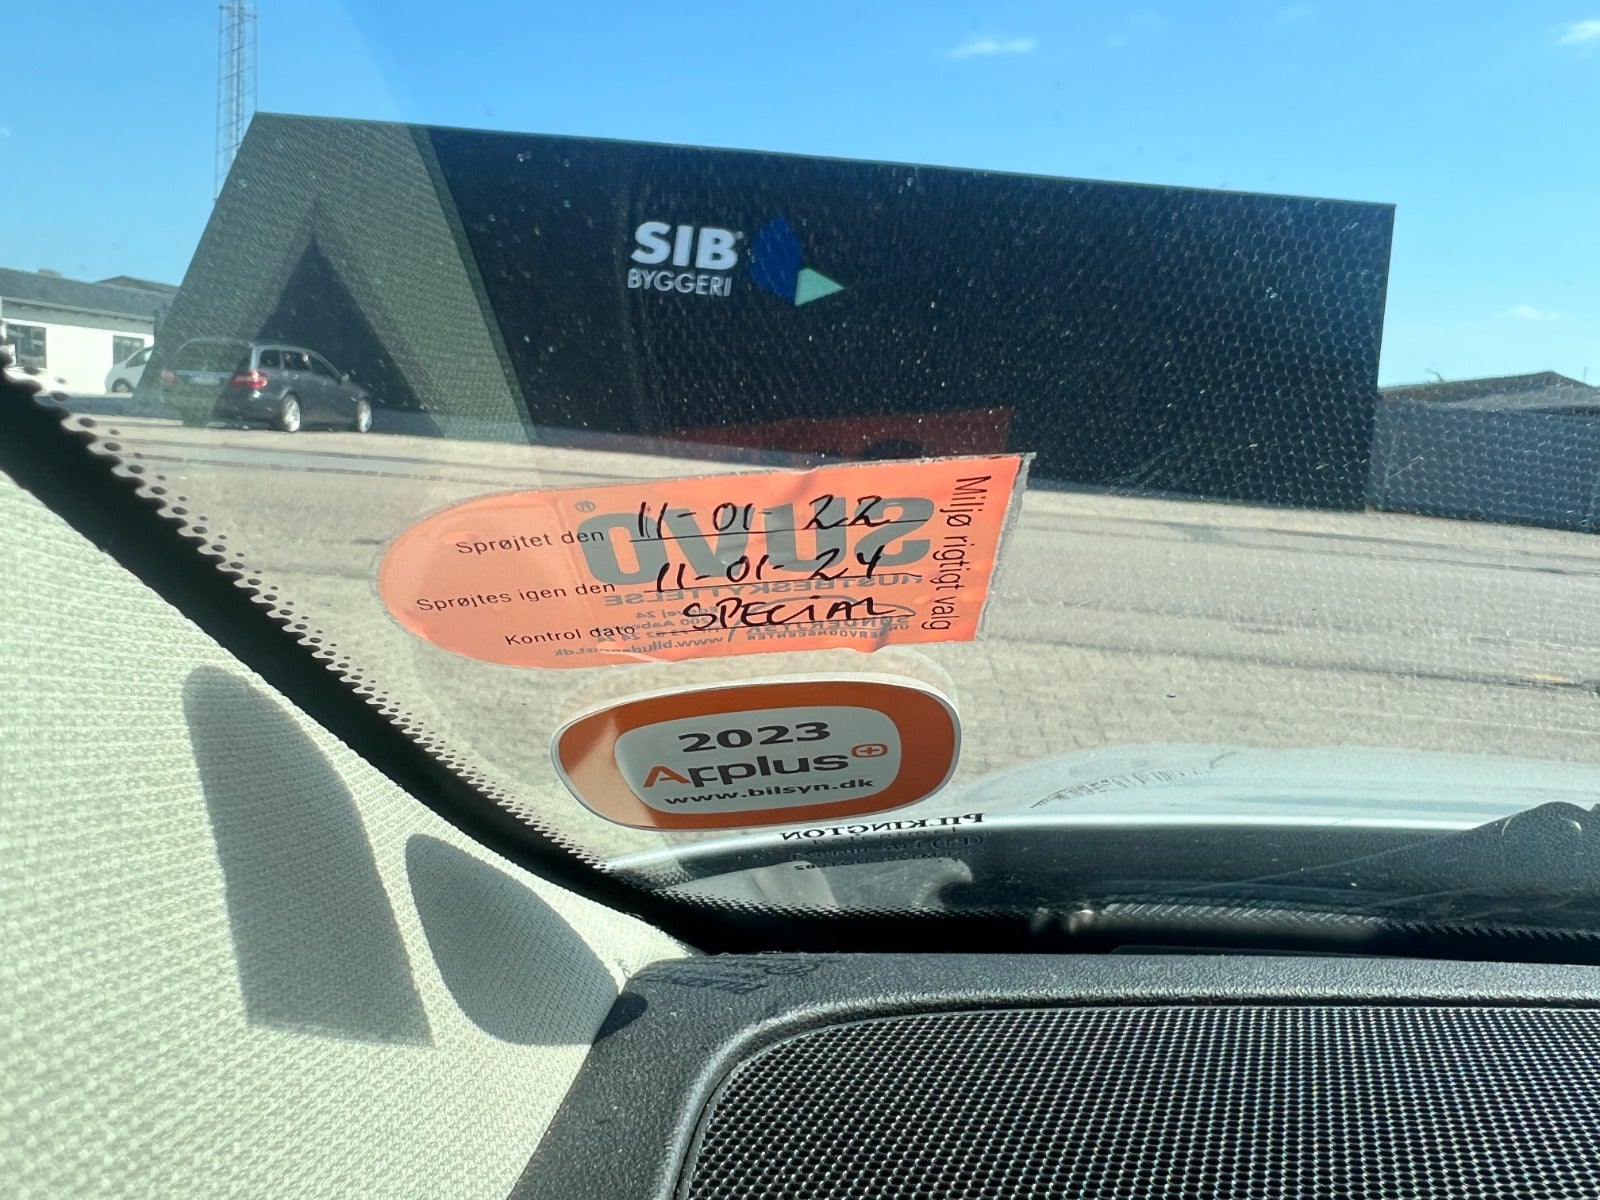 SIB
BYGGERI
Miljø rigtigt valg
SUVO®
Sprøjtet den 11-01-22
Sprøjtes igen den 11-01-24
RUSTBESKYTTELSE
Kontrol dato SPECIAL
2023
Applus+
www.bilsyn.dk
PILKINGTON